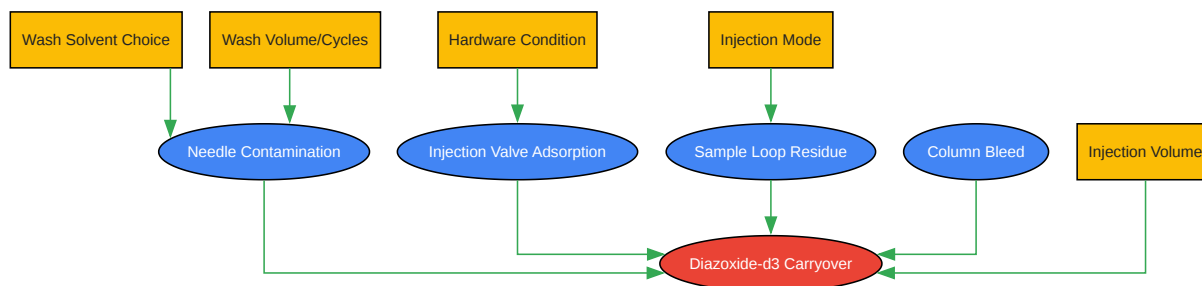 Wash Solvent Choice
Wash Volume/Cycles
Hardware Condition
Injection Mode
Needle Contamination
Injection Valve Adsorption
Sample Loop Residue
Column Bleed
Injection Volume
Diazoxide-d3 Carryover